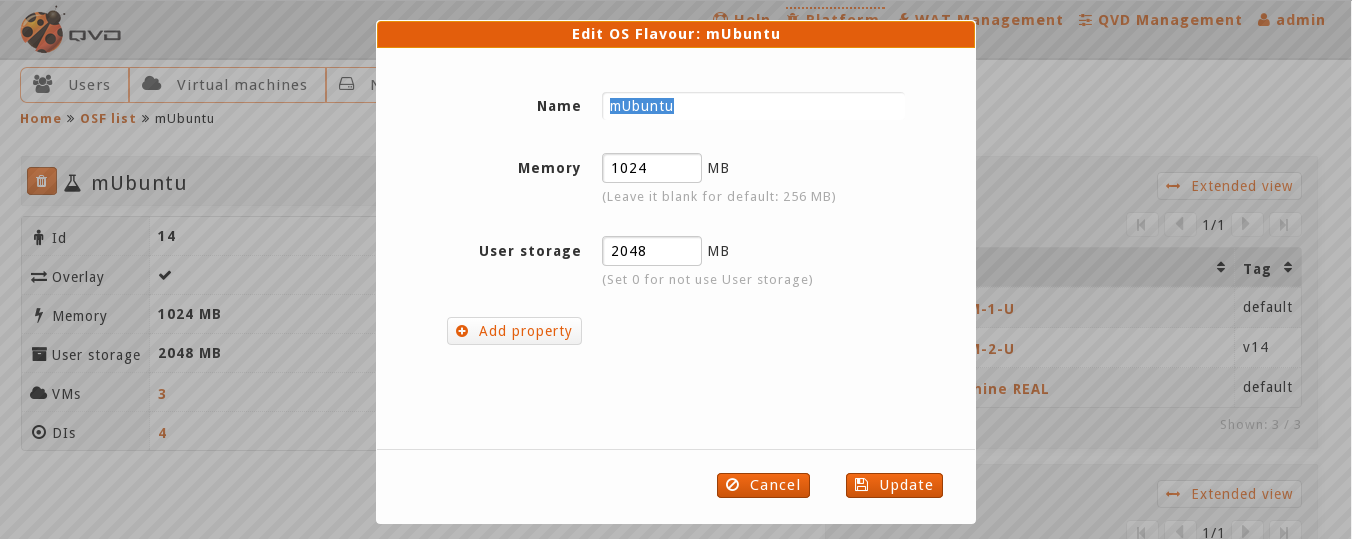 QVD
Help Platform WAT Management QVD Management admin
Edit OS Flavour: mUbuntu
Users Virtual machines N
Home » OSF list » mUbuntu
mUbuntu
Id 14
Overlay
Memory 1024 MB
User storage 2048 MB
VMs 3
DIs 4
Name mUbuntu
Memory 1024 MB
(Leave it blank for default: 256 MB)
User storage 2048 MB
(Set 0 for not use User storage)
Add property
Cancel Update
Extended view
1/1
Tag
M-1-U default
M-2-U v14
hine REAL default
Shown: 3 / 3
Extended view
1/1